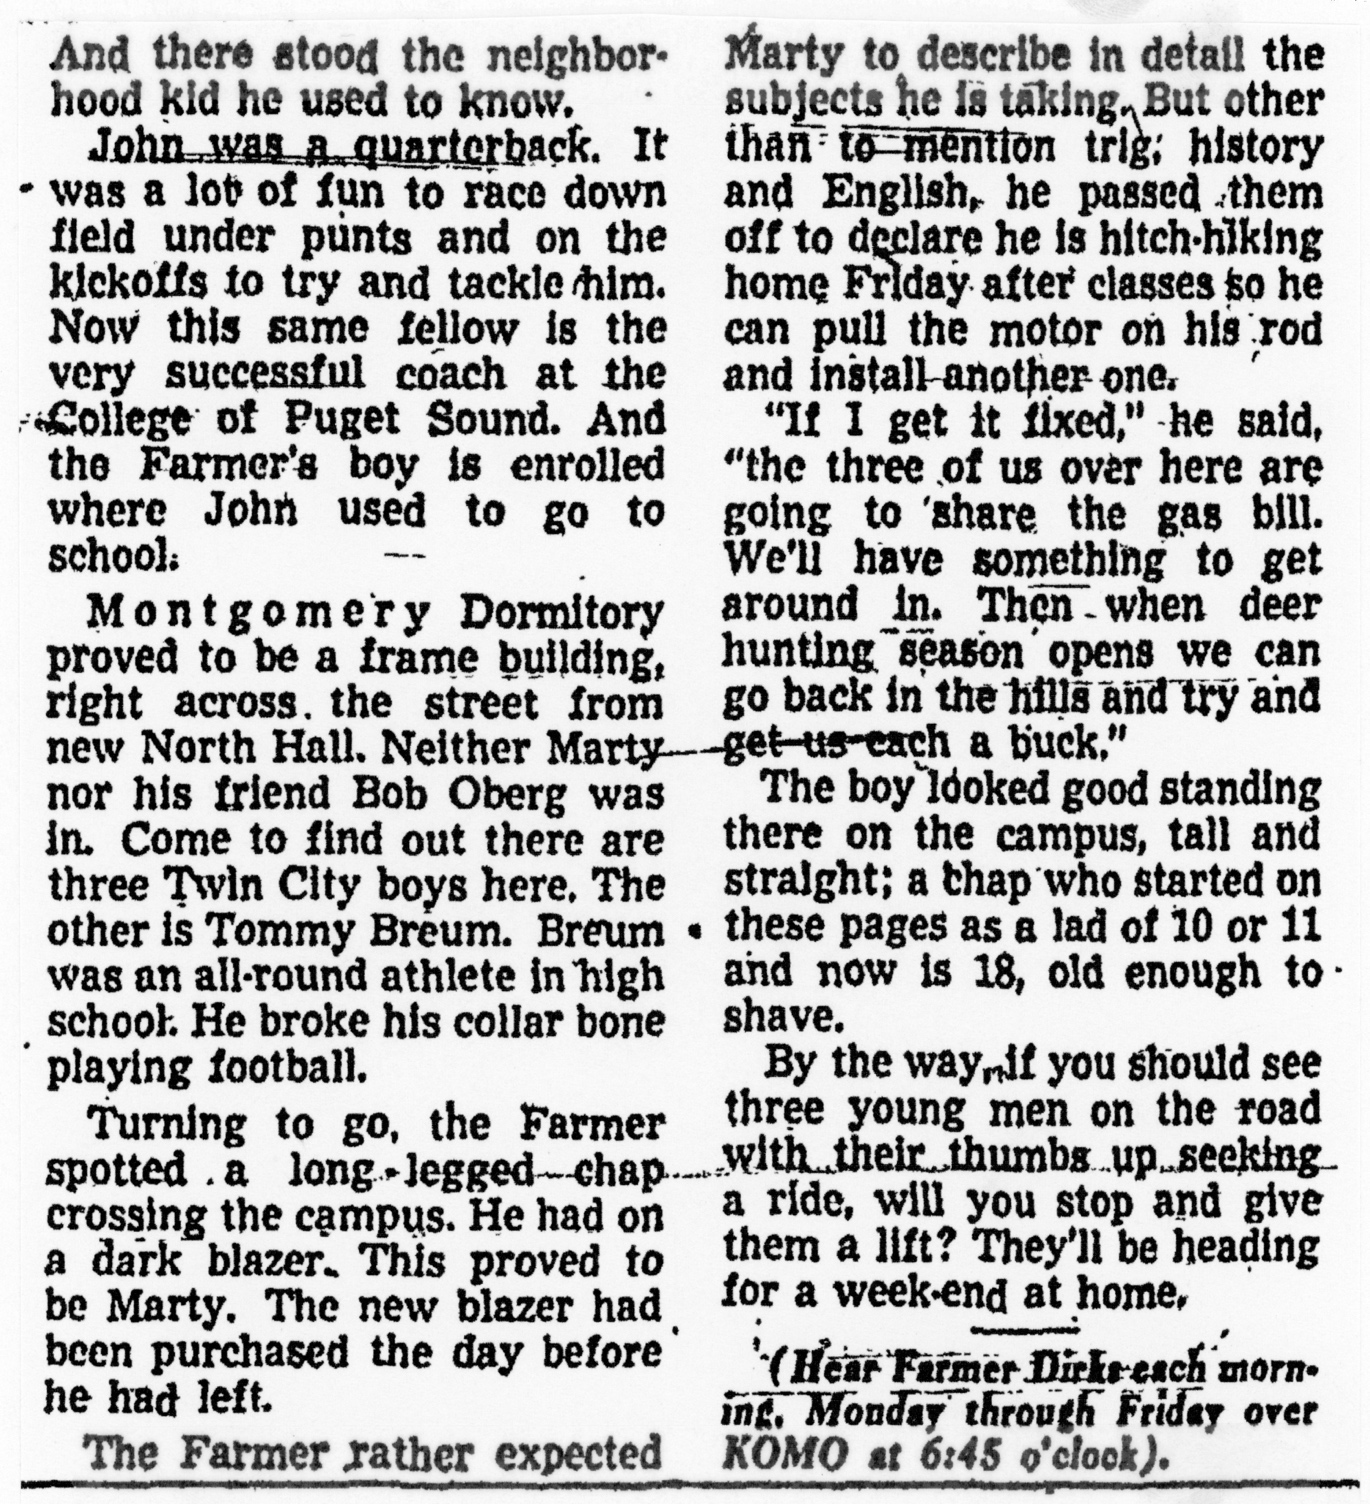 And there stood the neighbor-
hood kid he used to know.
John was a quarterback. It
was a lot of fun to race down
field under punts and on the
kickoffs to try and tackle him.
Now this same fellow is the
very successful coach at the
College of Puget Sound. And
the Farmer's boy is enrolled
where John used to go to
school.
Montgomery Dormitory
proved to be a frame building,
right across the street from
new North Hall. Neither Marty
nor his friend Bob Oberg was
in. Come to find out there are
three Twin City boys here. The
other is Tommy Breum. Breum
was an all-round athlete in high
school. He broke his collar bone
playing football.
Turning to go, the Farmer
spotted a long-legged chap
crossing the campus. He had on
a dark blazer. This proved to
be Marty. The new blazer had
been purchased the day before
he had left.
The Farmer rather expected
Marty to describe in detail the
subjects he is taking. But other
than to mention trig, history
and English, he passed them
off to declare he is hitch-hiking
home Friday after classes so he
can pull the motor on his rod
and install another one.
"If I get it fixed," he said,
"the three of us over here are
going to share the gas bill.
We'll have something to get
around in. Then when deer
hunting season opens we can
go back in the hills and try and
get us each a buck."
The boy looked good standing
there on the campus, tall and
straight; a chap who started on
these pages as a lad of 10 or 11
and now is 18, old enough to
shave.
By the way, if you should see
three young men on the road
with their thumbs up seeking
a ride, will you stop and give
them a lift? They'll be heading
for a week-end at home.
(Hear Farmer Dirks each morn-
ing, Monday through Friday over
KOMO at 6:45 o'clock).